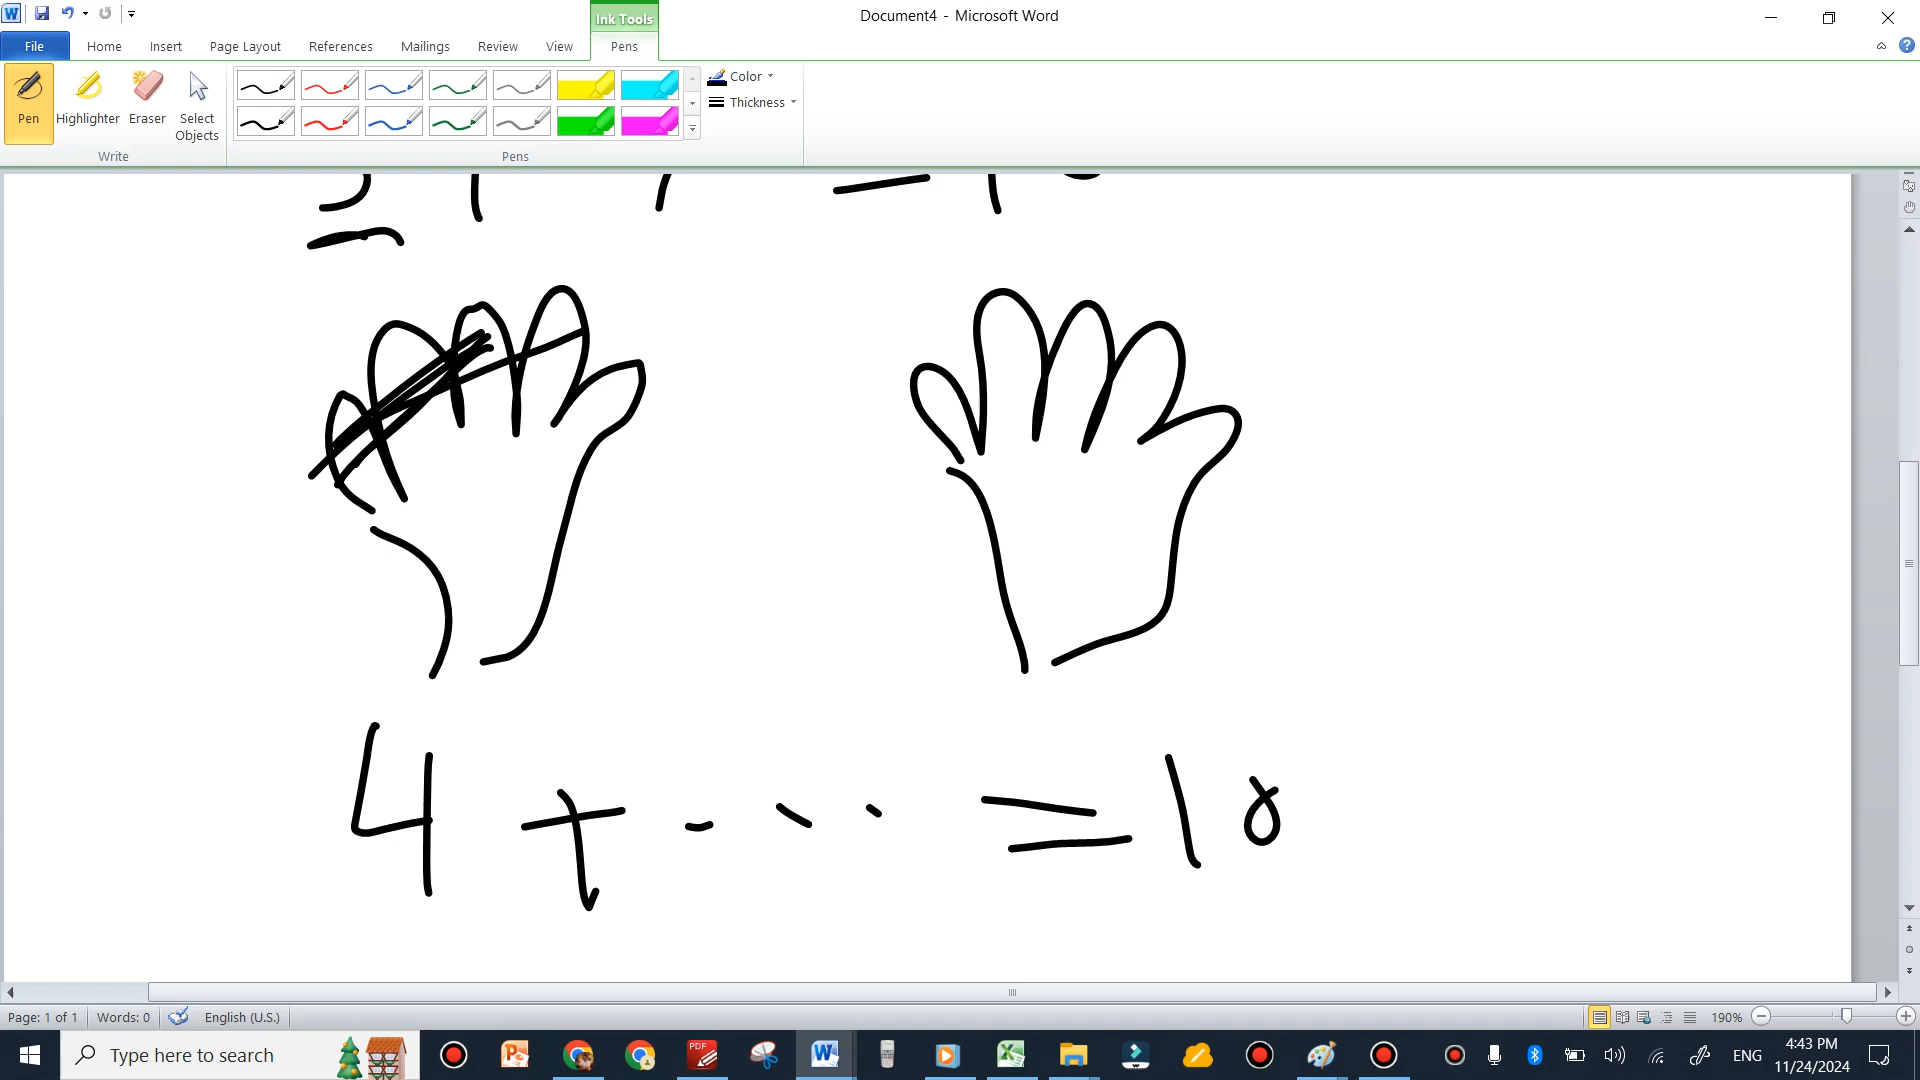 Ink Tools
Document4 - Microsoft Word
File Home Insert Page Layout References Mailings Review View Pens
Pen Highlighter Eraser Select Objects
Color
Thickness
Write Pens
4 + - - - = 10
Page: 1 of 1 Words: 0 English (U.S.) 190%
Type here to search
PDF
ENG
4:43 PM
11/24/2024